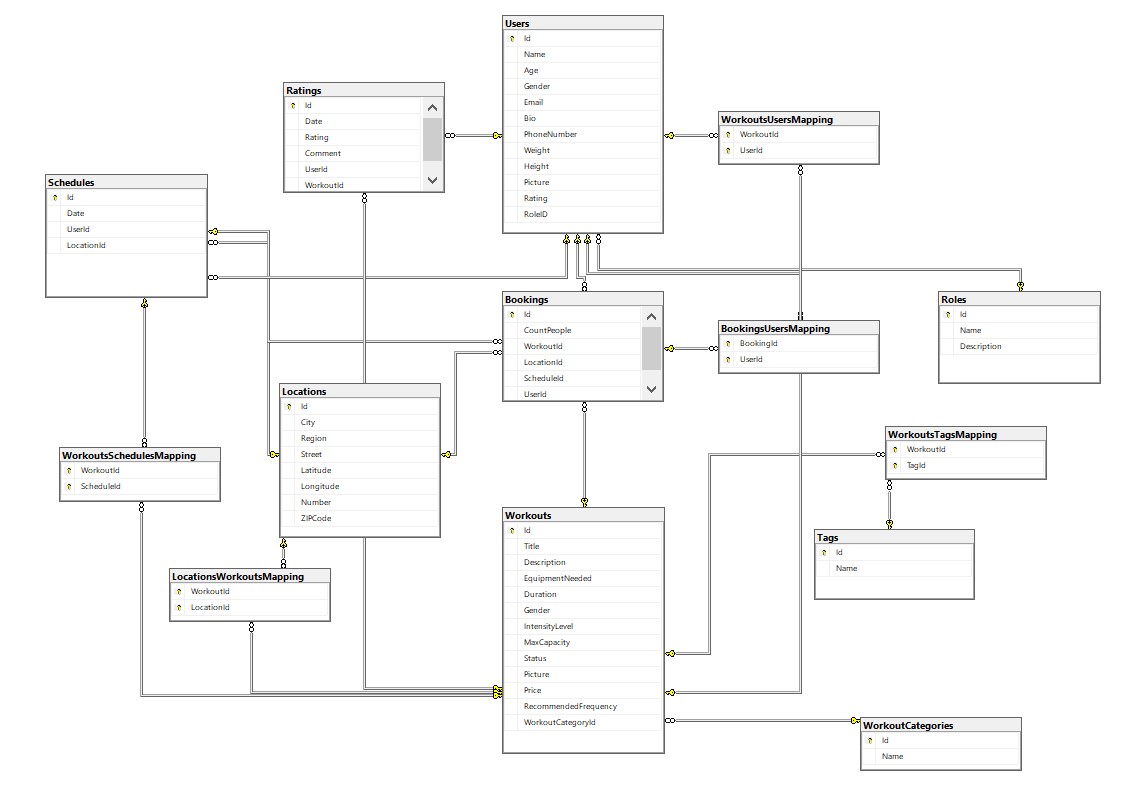 Users
Id
Name
Age
Gender
Email
Bio
PhoneNumber
Weight
Height
Picture
Rating
RoleID
Ratings
Id
Date
Rating
Comment
UserId
WorkoutId
WorkoutsUsersMapping
WorkoutId
UserId
Schedules
Id
Date
UserId
LocationId
Bookings
Id
CountPeople
WorkoutId
LocationId
ScheduleId
UserId
BookingsUsersMapping
BookingId
UserId
Roles
Id
Name
Description
Locations
Id
City
Region
Street
Latitude
Longitude
Number
ZIPCode
WorkoutsSchedulesMapping
WorkoutId
ScheduleId
WorkoutsTagsMapping
WorkoutId
TagId
Workouts
Id
Title
Description
EquipmentNeeded
Duration
Gender
IntensityLevel
MaxCapacity
Status
Picture
Price
RecommendedFrequency
WorkoutCategoryId
Tags
Id
Name
LocationsWorkoutsMapping
WorkoutId
LocationId
WorkoutCategories
Id
Name